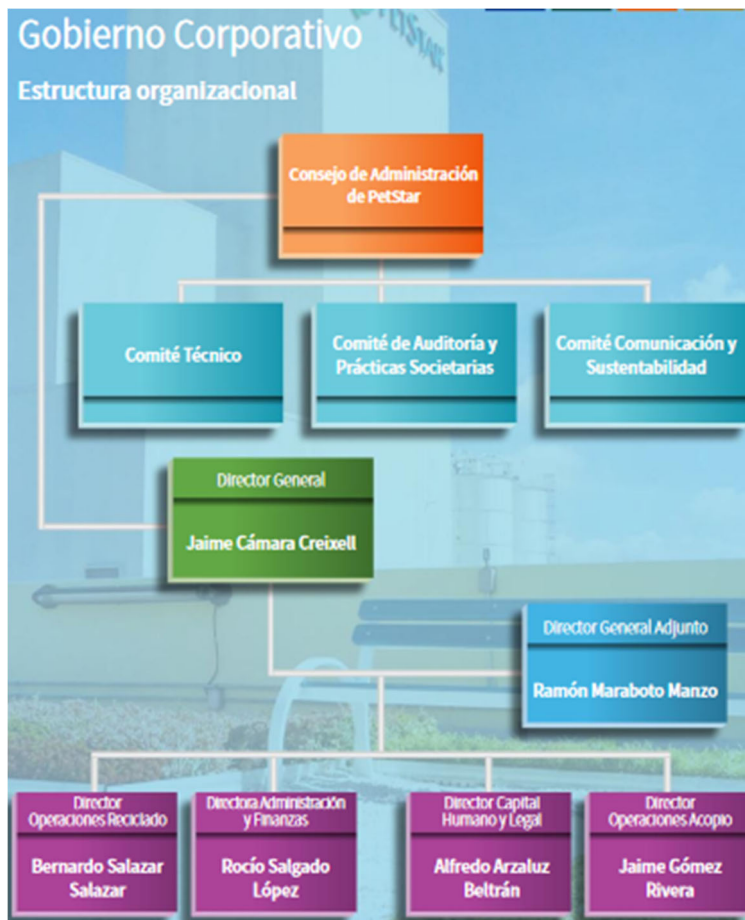 PETSTAR
Gobierno Corporativo
Estructura organizacional
Consejo de Administración
de PetStar
Comité Técnico
Comité de Auditoría y
Prácticas Societarias
Comité Comunicación y
Sustentabilidad
Director General
Jaime Cámara Creixell
Director General Adjunto
Ramón Maraboto Manzo
Director
Operaciones Reciclado
Bernardo Salazar
Salazar
Directora Administración
y Finanzas
Rocío Salgado
López
Director Capital
Humano y Legal
Alfredo Arzaluz
Beltrán
Director
Operaciones Acopio
Jaime Gómez
Rivera